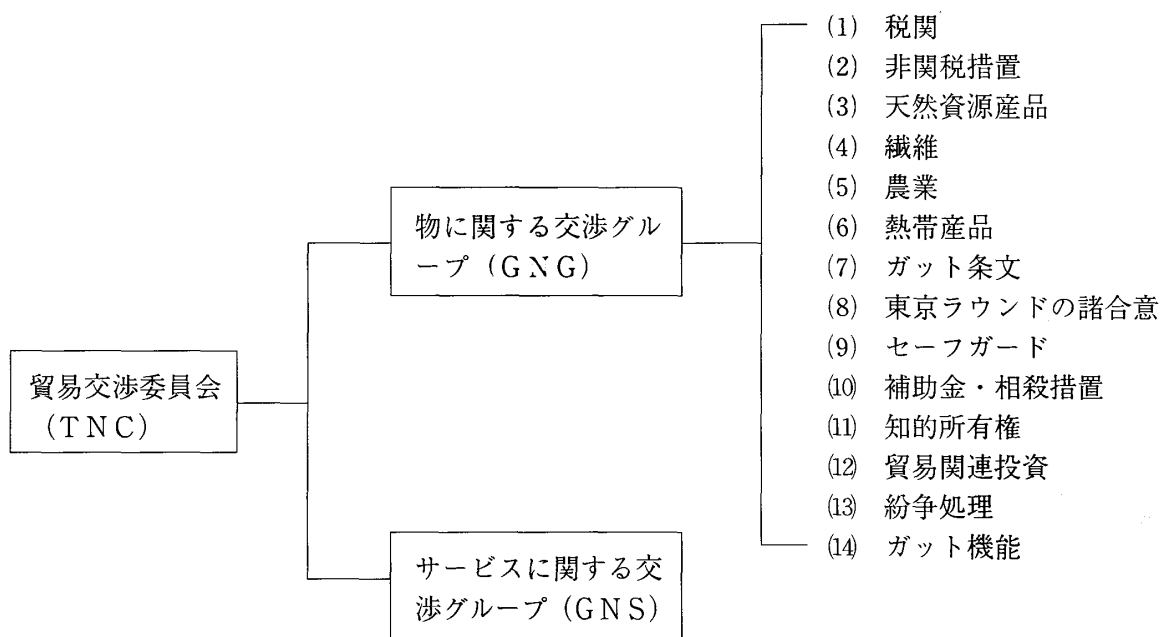 貿易交渉委員会
(TNC)
物に関する交渉グル
ープ(GNG)
サービスに関する交
渉グループ(GNS)
(1) 税関
(2) 非関税措置
(3) 天然資源産品
(4) 繊維
(5) 農業
(6) 熱帯産品
(7) ガット条文
(8) 東京ラウンドの諸合意
(9) セーフガード
(10) 補助金・相殺措置
(11) 知的所有権
(12) 貿易関連投資
(13) 紛争処理
(14) ガット機能